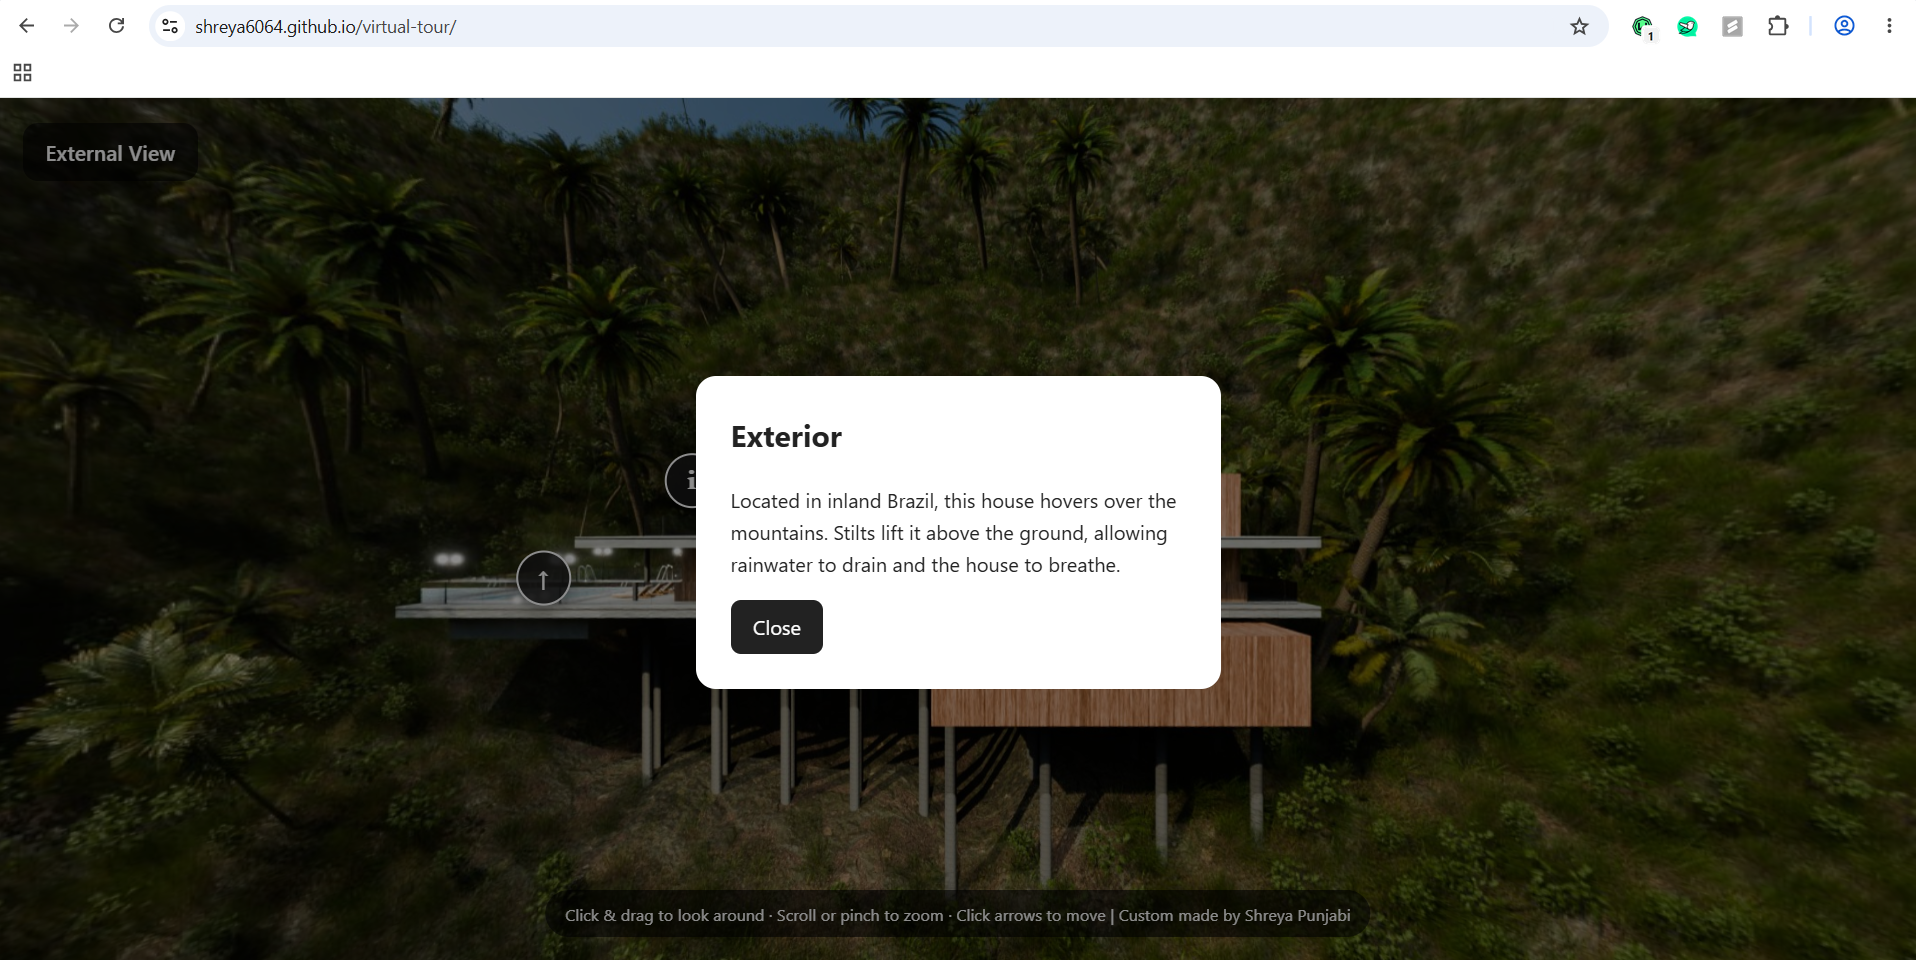 shreya6064.github.io/virtual-tour/
1
External View
Exterior
i
Located in inland Brazil, this house hovers over the
mountains. Stilts lift it above the ground, allowing
rainwater to drain and the house to breathe.
↑
Close
Click & drag to look around · Scroll or pinch to zoom · Click arrows to move | Custom made by Shreya Punjabi